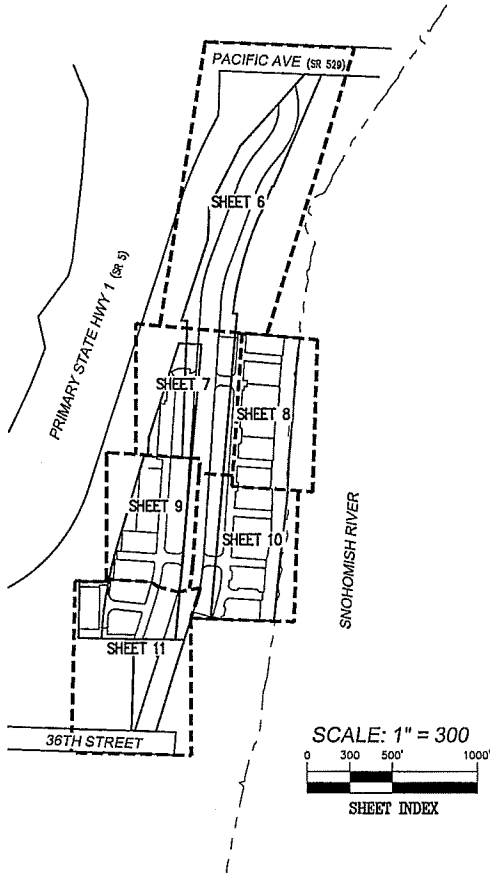 PACIFIC AVE (SR 529)
SHEET 6
PRIMARY STATE HWY 1 (SR 5)
SHEET 7
SHEET 8
SHEET 9
SHEET 10
SNOHOMISH RIVER
SHEET 11
36TH STREET
SCALE: 1" = 300
0 300 500' 1000'
SHEET INDEX